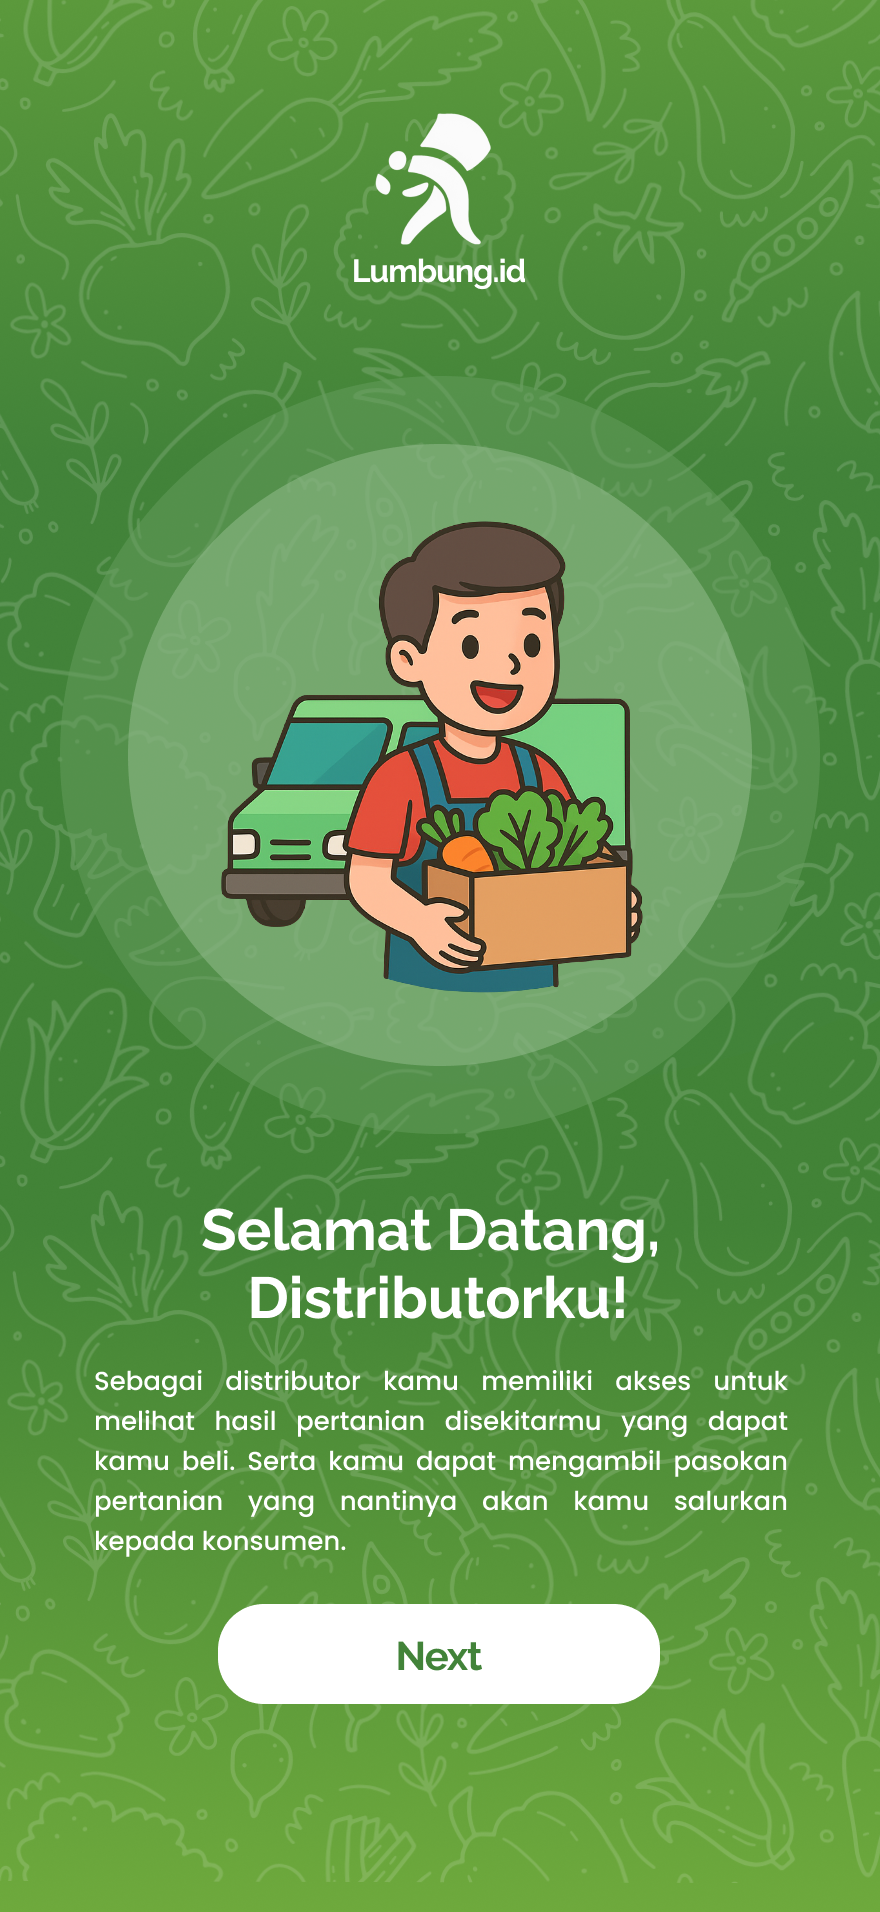 Lumbung.id
Selamat Datang,
Distributorku!
Sebagai distributor kamu memiliki akses untuk
melihat hasil pertanian disekitarmu yang dapat
kamu beli. Serta kamu dapat mengambil pasokan
pertanian yang nantinya akan kamu salurkan
kepada konsumen.
Next